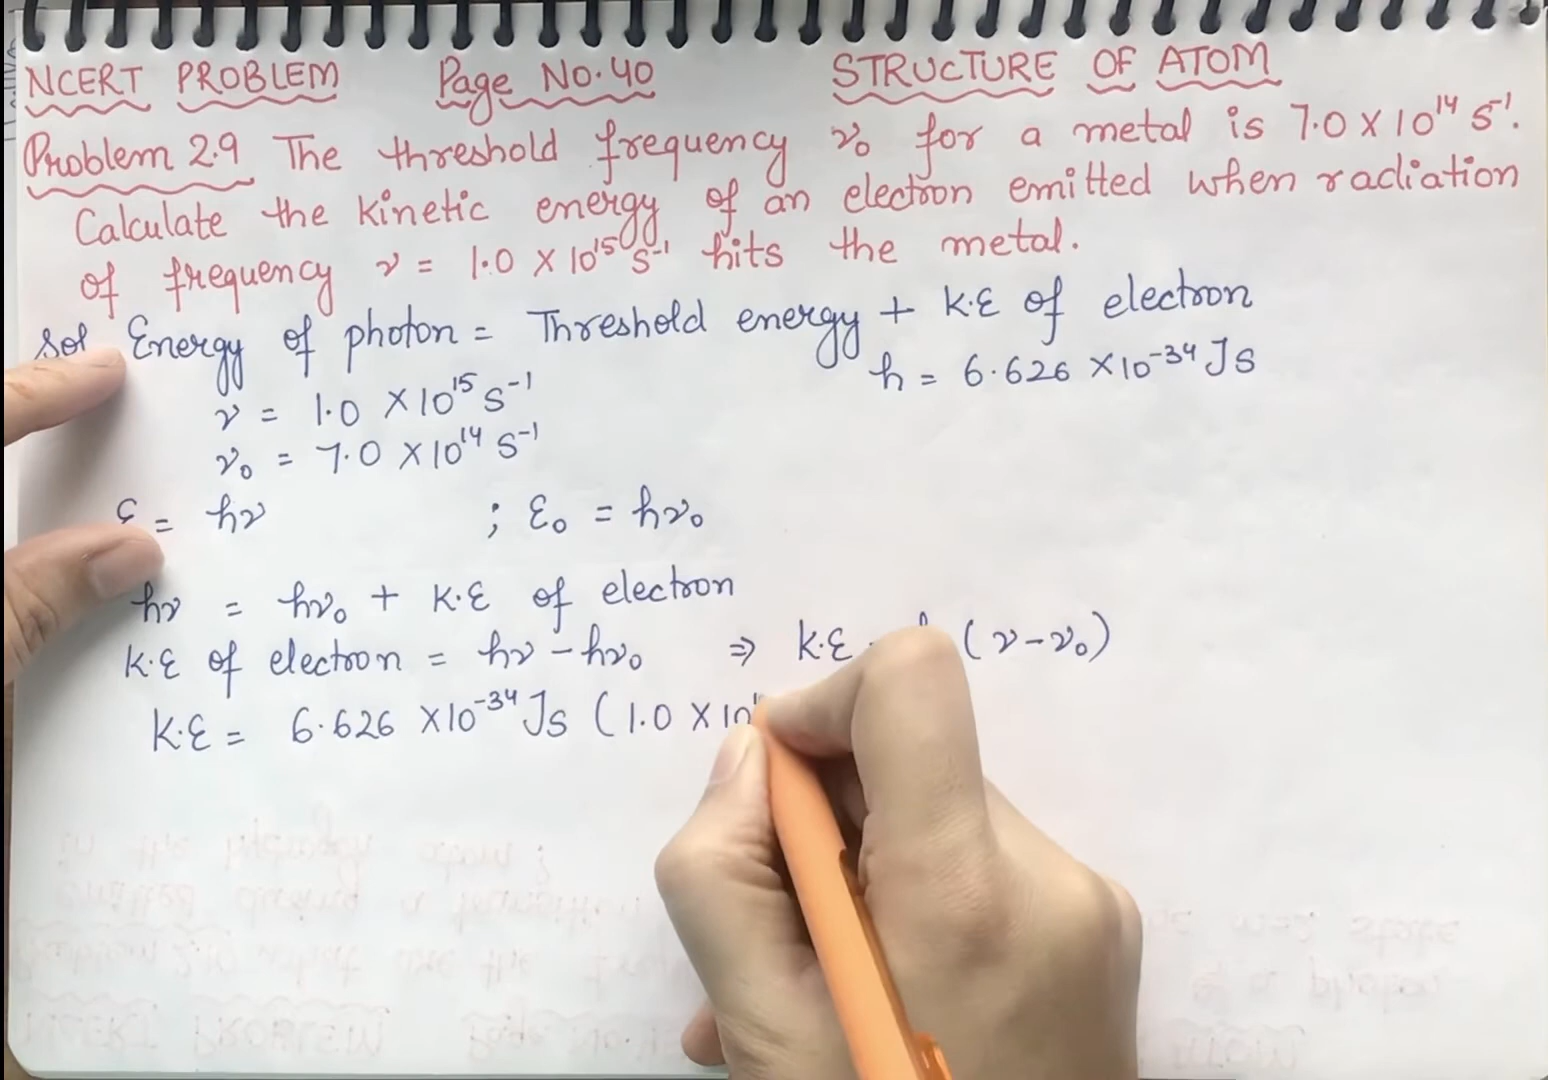 NCERT PROBLEM Page No.40 STRUCTURE OF ATOM
Problem 2.9 The threshold frequency ν₀ for a metal is 7.0 × 10¹⁴ S⁻¹.
Calculate the kinetic energy of an electron emitted when radiation
of frequency ν = 1.0 × 10¹⁵ S⁻¹ hits the metal.
Sol Energy of photon = Threshold energy + K.E of electron
h = 6.626 × 10⁻³⁴ Js
ν = 1.0 × 10¹⁵ S⁻¹
ν₀ = 7.0 × 10¹⁴ S⁻¹
E = hν ; E₀ = hν₀
hν = hν₀ + K.E of electron
K.E of electron = hν – hν₀ ⇒ K.E (ν – ν₀)
K.E = 6.626 × 10⁻³⁴ Js (1.0 × 10